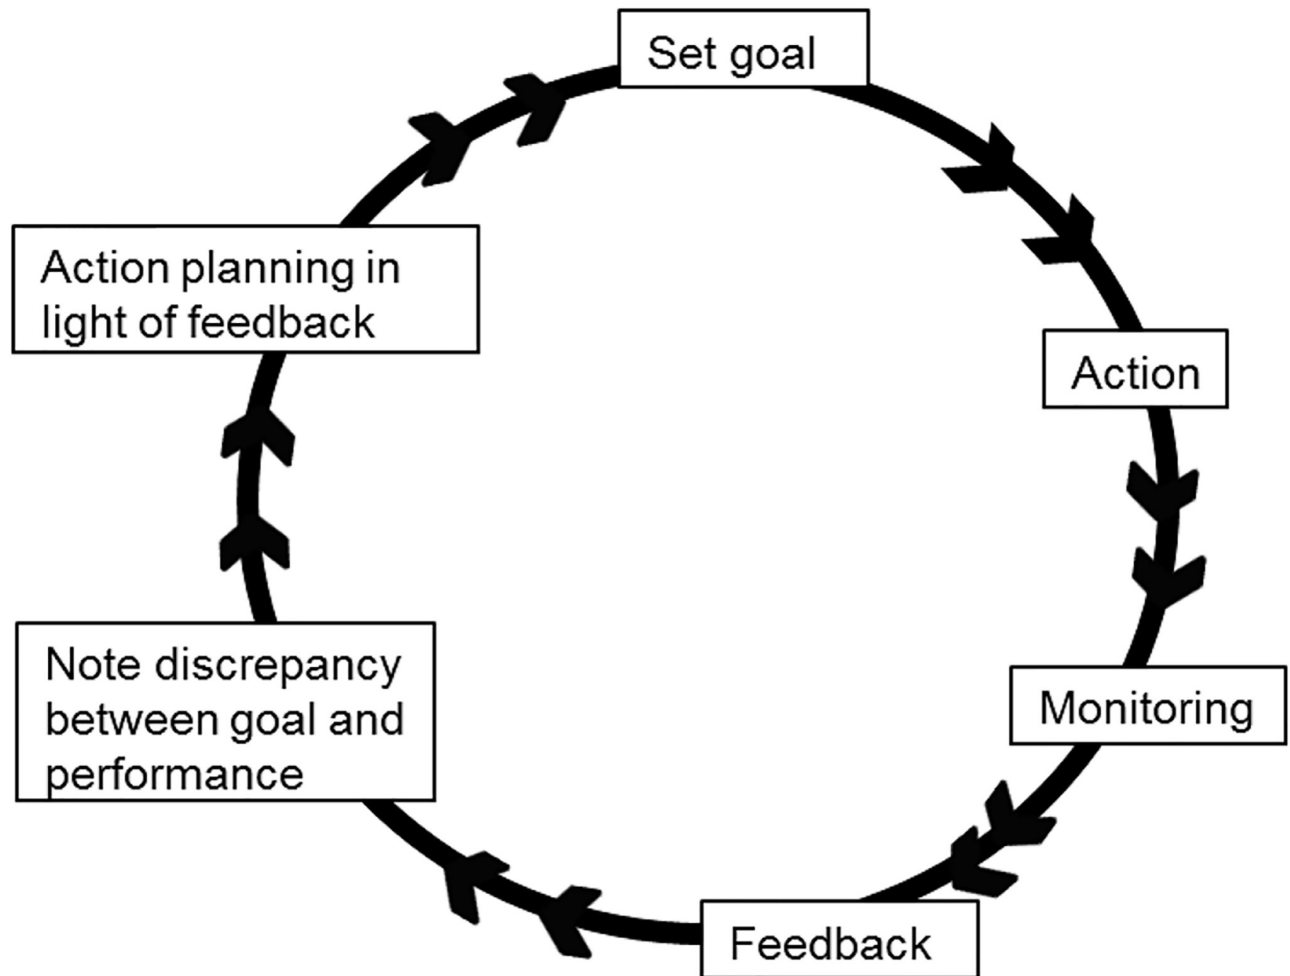 Set goal
Action
Monitoring
Feedback
Note discrepancy
between goal and
performance
Action planning in
light of feedback